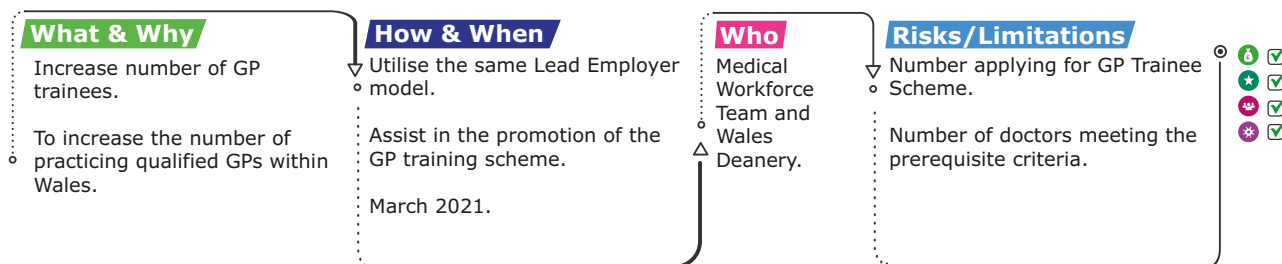 What & Why
Increase number of GP
trainees.
To increase the number of
practicing qualified GPs within
Wales.
How & When
Utilise the same Lead Employer
model.
Assist in the promotion of the
GP training scheme.
March 2021.
Who
Medical
Workforce
Team and
Wales
Deanery.
Risks/Limitations
Number applying for GP Trainee
Scheme.
Number of doctors meeting the
prerequisite criteria.